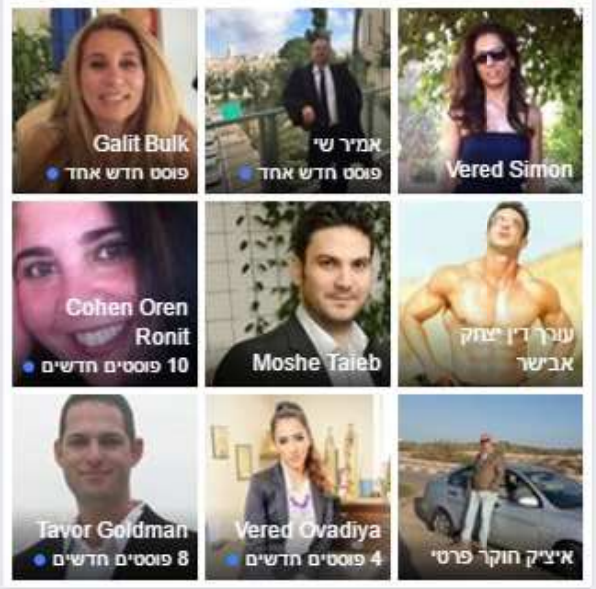 Galit Bulk
פוסט חדש אחד
אמיר שי
פוסט חדש אחד
Vered Simon
Cohen Oren
Ronit
10 פוסטים חדשים
Moshe Taieb
עורך דין יצחק
אבישר
Tavor Goldman
8 פוסטים חדשים
Vered Ovadiya
4 פוסטים חדשים
איציק חוקר פרטי